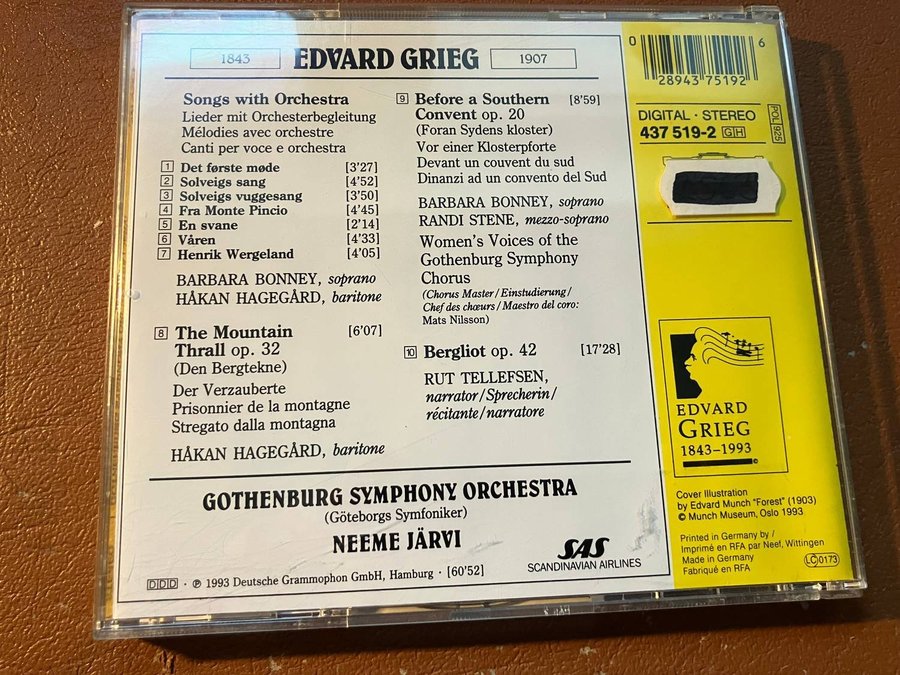 1843 EDVARD GRIEG 1907
Songs with Orchestra
Lieder mit Orchesterbegleitung
Mélodies avec orchestre
Canti per voce e orchestra
1 Det første møde [3'27]
2 Solveigs sang [4'52]
3 Solveigs vuggesang [3'50]
4 Fra Monte Pincio [4'45]
5 En svane [2'14]
6 Våren [4'33]
7 Henrik Wergeland [4'05]
BARBARA BONNEY, soprano
HÅKAN HAGEGÅRD, baritone
8 The Mountain [6'07]
Thrall op. 32
(Den Bergtekne)
Der Verzauberte
Prisonnier de la montagne
Stregato dalla montagna
HÅKAN HAGEGÅRD, baritone
9 Before a Southern [8'59]
Convent op. 20
(Foran Sydens kloster)
Vor einer Klosterpforte
Devant un couvent du sud
Dinanzi ad un convento del Sud
BARBARA BONNEY, soprano
RANDI STENE, mezzo-soprano
Women's Voices of the
Gothenburg Symphony
Chorus
(Chorus Master/Einstudierung/
Chef des chœurs/Maestro del coro:
Mats Nilsson)
10 Bergliot op. 42 [17'28]
RUT TELLEFSEN,
narrator/Sprecherin/
récitante/narratore
GOTHENBURG SYMPHONY ORCHESTRA
(Göteborgs Symfoniker)
NEEME JÄRVI
SAS
SCANDINAVIAN AIRLINES
DDD · ℗ 1993 Deutsche Grammophon GmbH, Hamburg · [60'52]
0 28943 75192 6
DIGITAL · STEREO
437 519-2 GH
POL 925
EDVARD
GRIEG
1843–1993
©
Cover Illustration
by Edvard Munch "Forest" (1903)
© Munch Museum, Oslo 1993
Printed in Germany by /
Imprimé en RFA par Neef, Wittingen
Made in Germany
Fabriqué en RFA
LC 0173